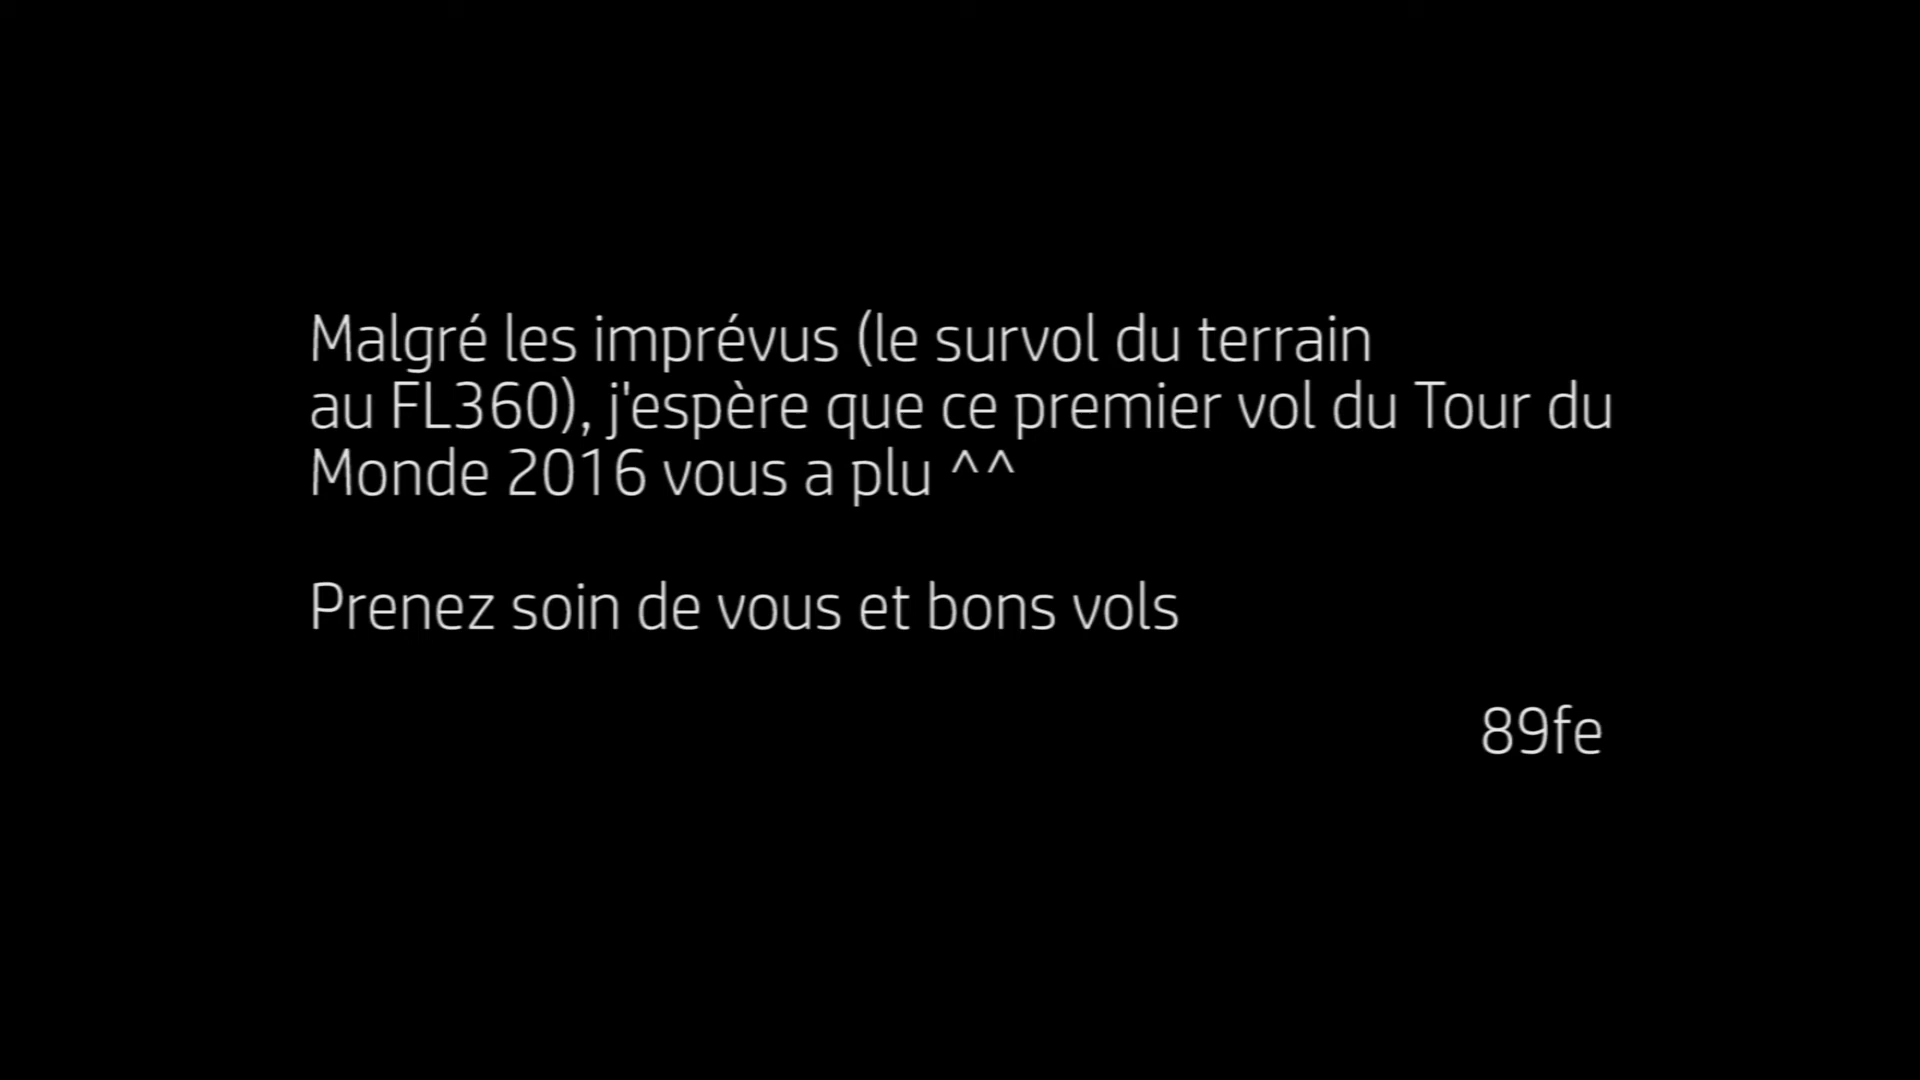 Malgré les imprévus (le survol du terrain
au FL360), j'espère que ce premier vol du Tour du
Monde 2016 vous a plu ^^
Prenez soin de vous et bons vols
89fe